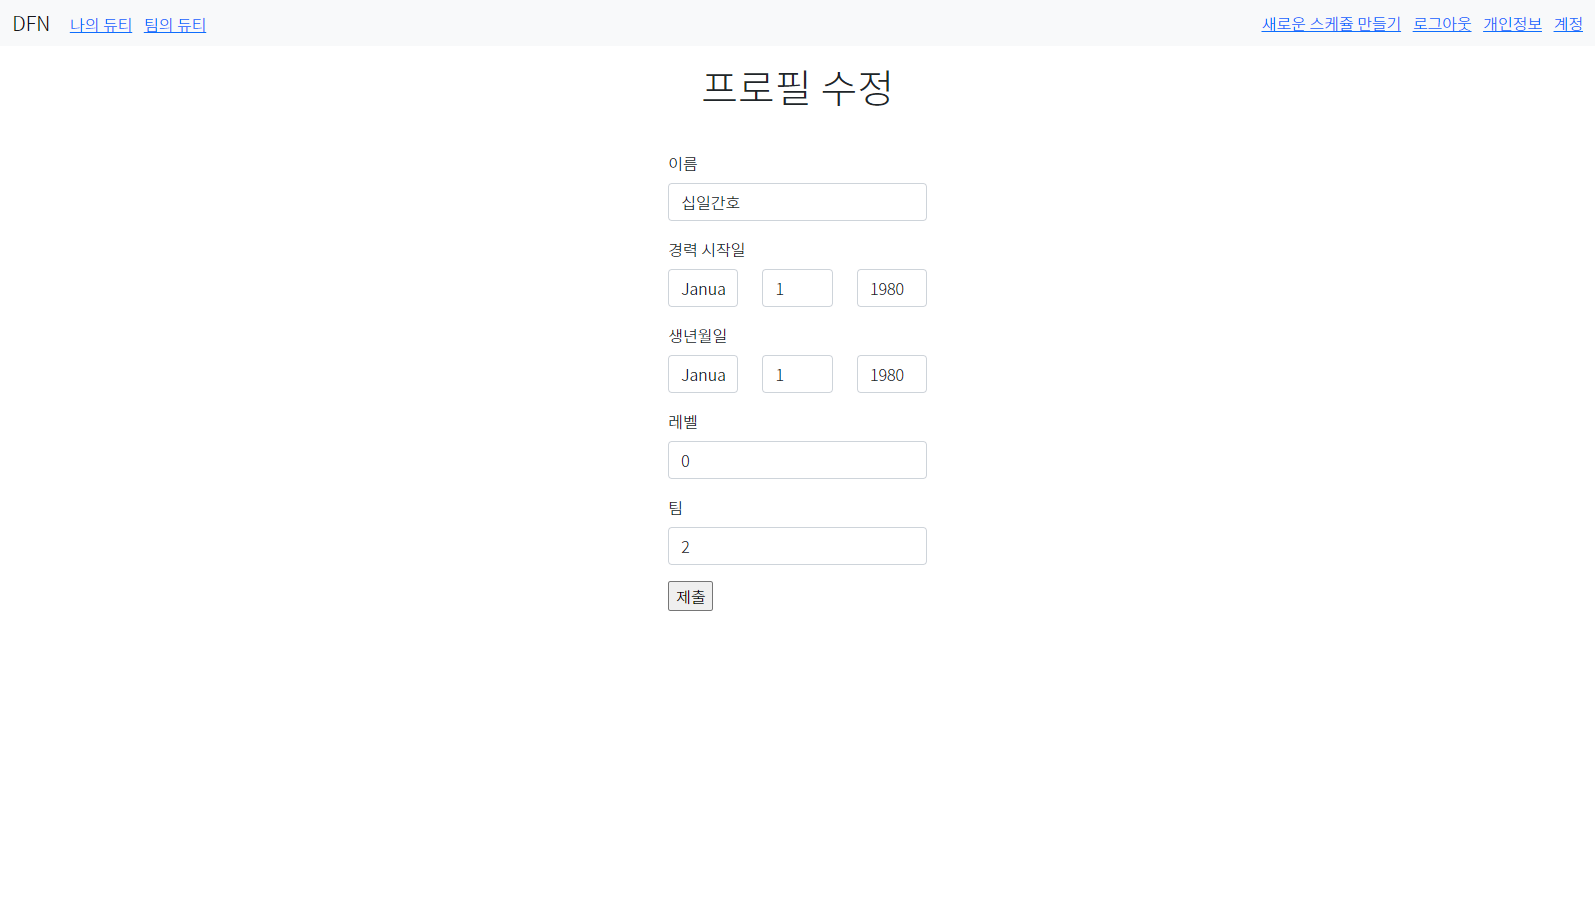 DFN 나의 듀티 팀의 듀티 새로운 스케쥴 만들기 로그아웃 개인정보 계정
프로필 수정
이름
십일간호
경력 시작일
Janua 1 1980
생년월일
Janua 1 1980
레벨
0
팀
2
제출